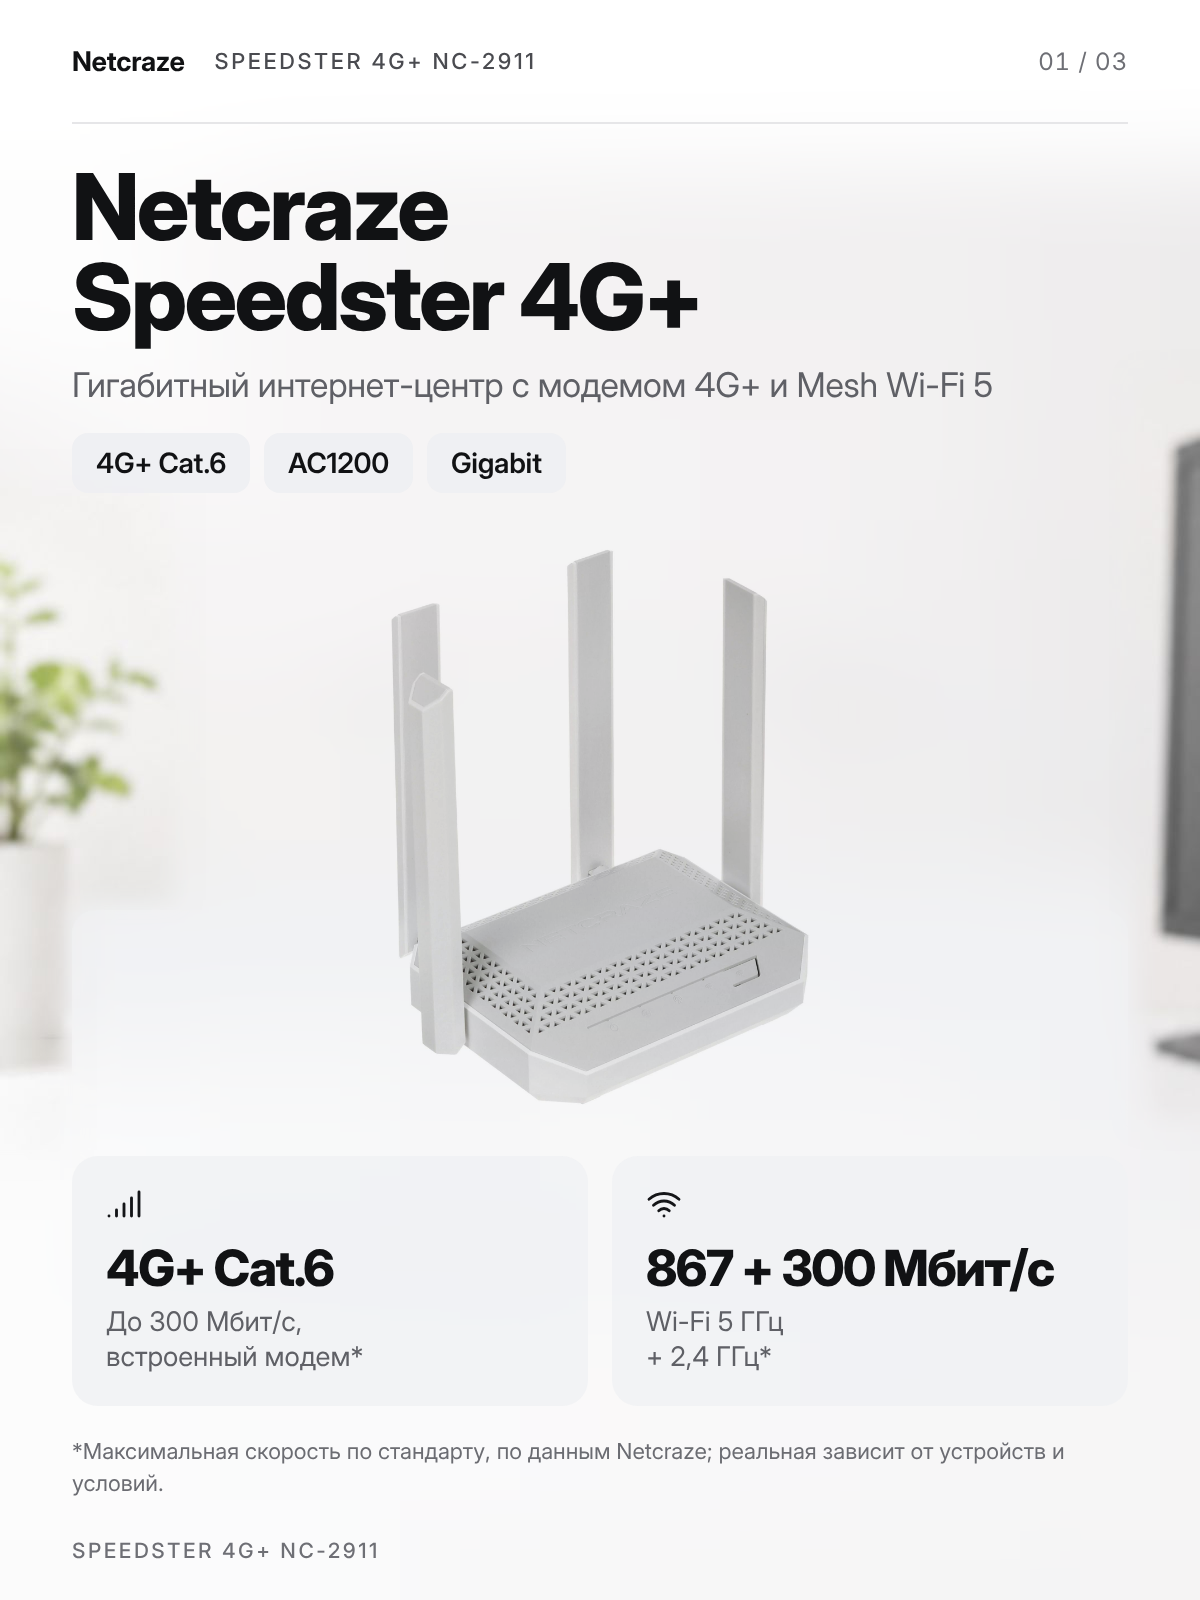 Netcraze SPEEDSTER 4G+ NC-2911 01 / 03
Netcraze
Speedster 4G+
Гигабитный интернет-центр с модемом 4G+ и Mesh Wi-Fi 5
4G+ Cat.6 AC1200 Gigabit
4G+ Cat.6
До 300 Мбит/с,
встроенный модем*
867 + 300 Мбит/с
Wi-Fi 5 ГГц
+ 2,4 ГГц*
*Максимальная скорость по стандарту, по данным Netcraze; реальная зависит от устройств и
условий.
SPEEDSTER 4G+ NC-2911